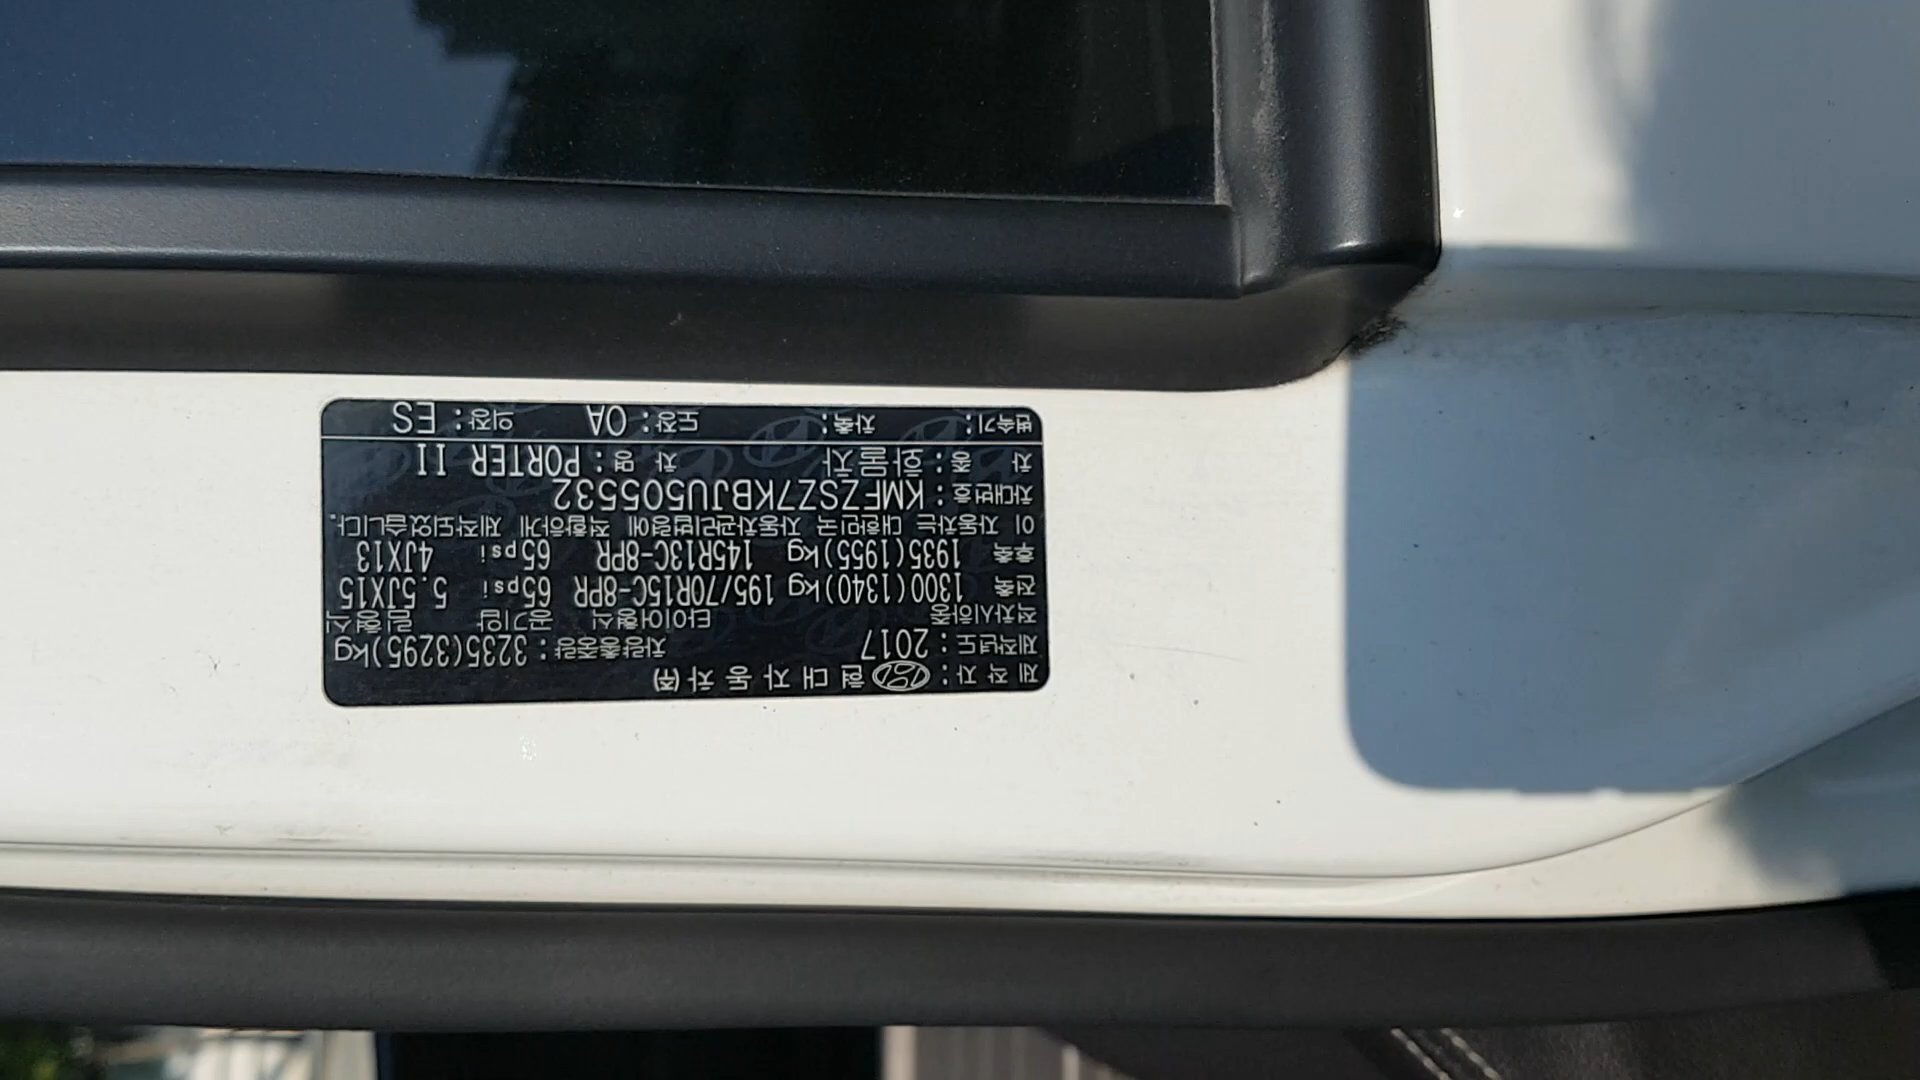 제 작 자 : 현 대 자 동 차 (주)
제작년도 : 2017 차량총중량 : 3235(3295)kg
적차시하중 타이어형식 공기압 림형식
전축 1300(1340)kg 195/70R15C-8PR 65psi 5.5JX15
후축 1935(1955)kg 145R13C-8PR 65psi 4JX13
이 자동차는 대한민국 자동차관리법령에 적합하게 제작되었습니다.
차대번호 : KMFZSZ7KBJU505532
차 종 : 화물차 차 명 : PORTER II
변속기 : 차축 : 도장 : OA 의장 : ES